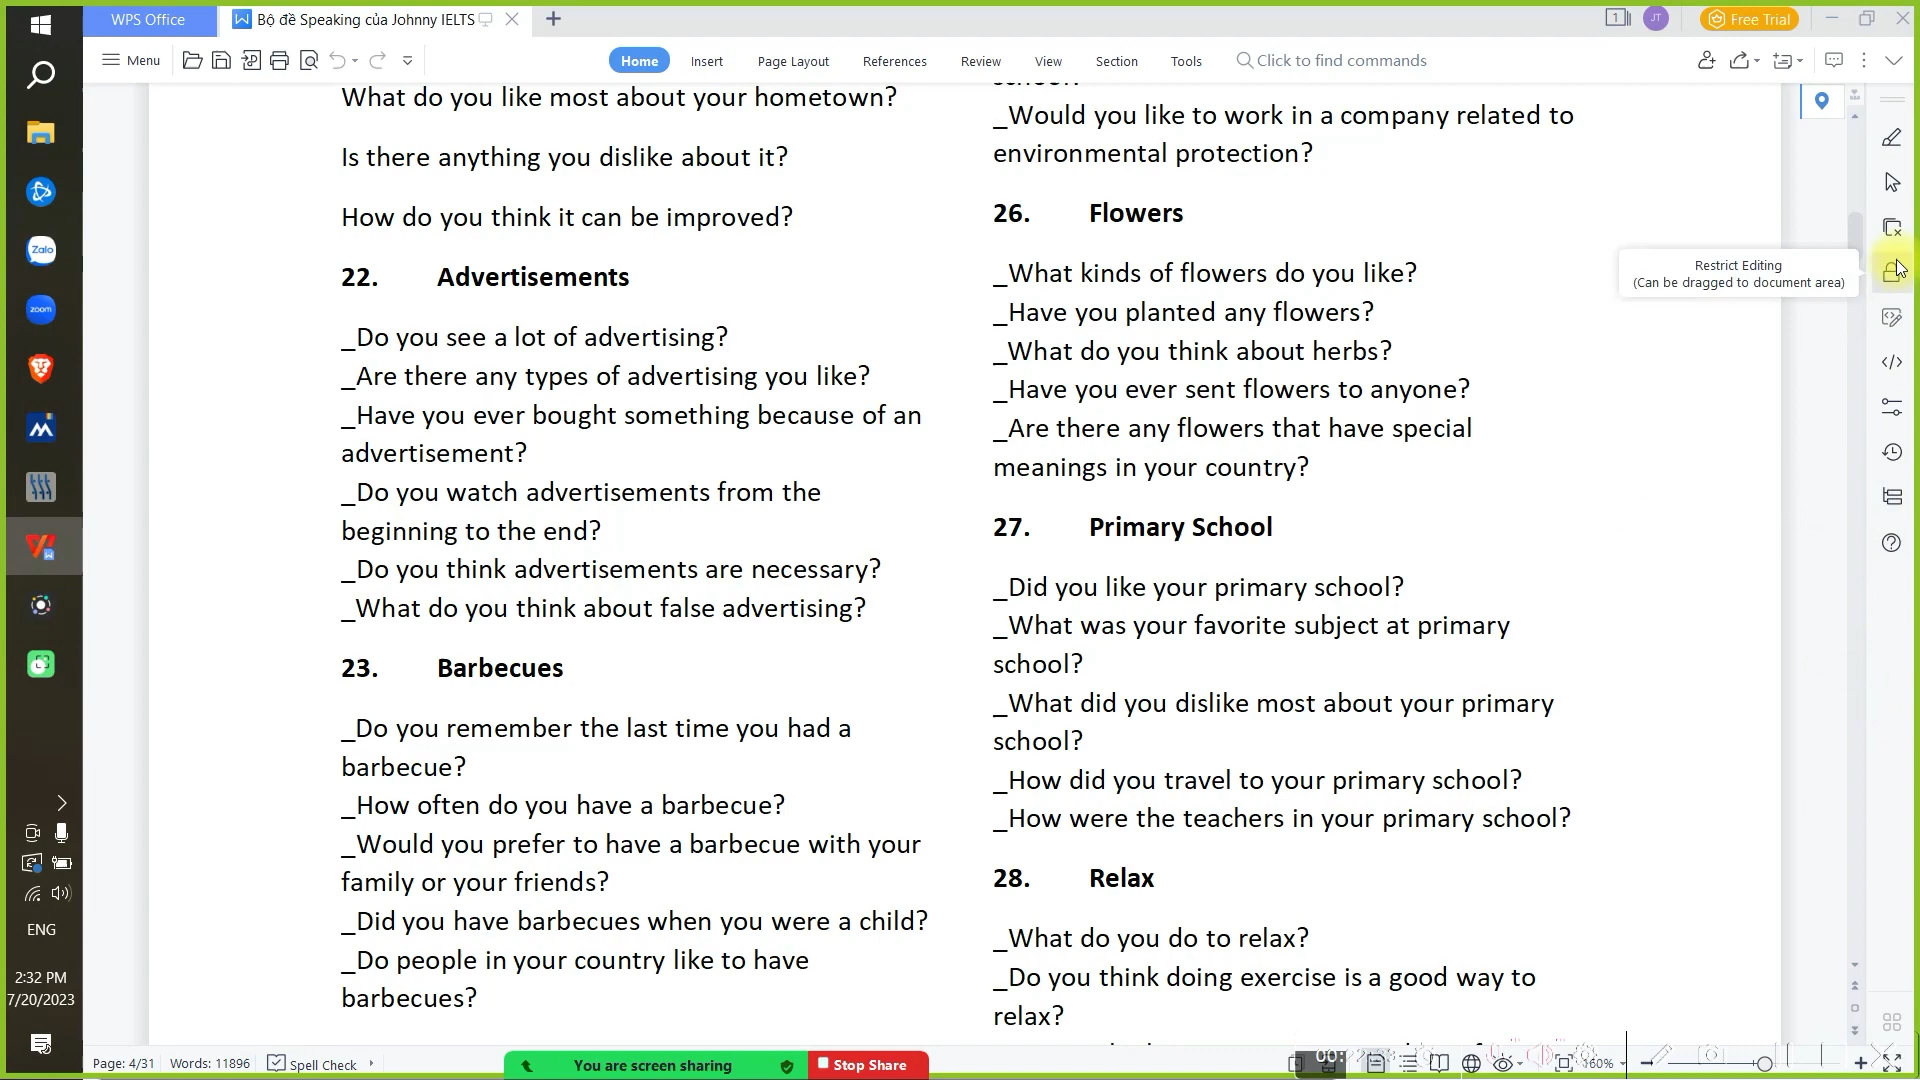 WPS Office
Bộ đề Speaking của Johnny IELTS
1
JT
Free Trial
Menu
Home
Insert
Page Layout
References
Review
View
Section
Tools
Click to find commands
What do you like most about your hometown?
Is there anything you dislike about it?
How do you think it can be improved?
22. Advertisements
_Do you see a lot of advertising?
_Are there any types of advertising you like?
_Have you ever bought something because of an
advertisement?
_Do you watch advertisements from the
beginning to the end?
_Do you think advertisements are necessary?
_What do you think about false advertising?
23. Barbecues
_Do you remember the last time you had a
barbecue?
_How often do you have a barbecue?
_Would you prefer to have a barbecue with your
family or your friends?
_Did you have barbecues when you were a child?
_Do people in your country like to have
barbecues?
_Would you like to work in a company related to
environmental protection?
26. Flowers
_What kinds of flowers do you like?
_Have you planted any flowers?
_What do you think about herbs?
_Have you ever sent flowers to anyone?
_Are there any flowers that have special
meanings in your country?
27. Primary School
_Did you like your primary school?
_What was your favorite subject at primary
school?
_What did you dislike most about your primary
school?
_How did you travel to your primary school?
_How were the teachers in your primary school?
28. Relax
_What do you do to relax?
_Do you think doing exercise is a good way to
relax?
Restrict Editing
(Can be dragged to document area)
Zalo
zoom
ENG
2:32 PM
7/20/2023
Page: 4/31
Words: 11896
Spell Check
You are screen sharing
Stop Share
160%